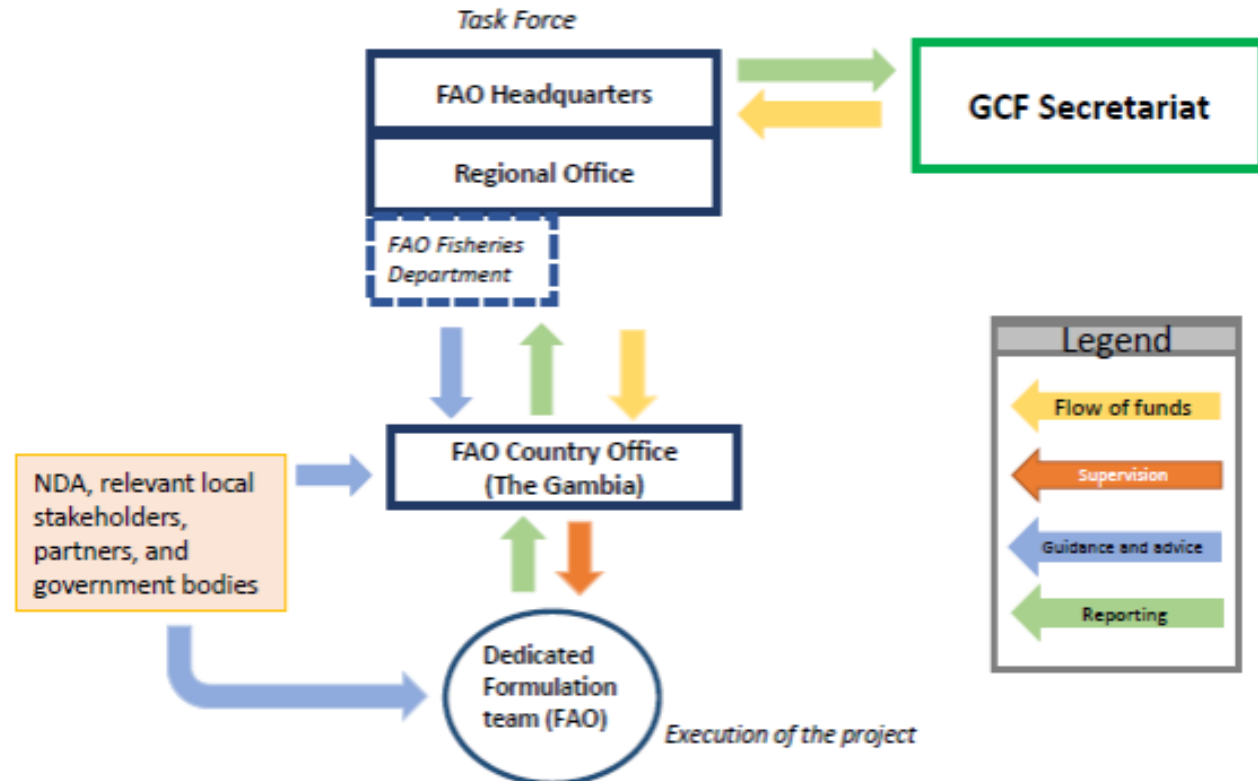 Task Force
FAO Headquarters
Regional Office
FAO Fisheries
Department
GCF Secretariat
FAO Country Office
(The Gambia)
NDA, relevant local
stakeholders,
partners, and
government bodies
Dedicated
Formulation
team (FAO)
Execution of the project
Legend
Flow of funds
Supervision
Guidance and advice
Reporting